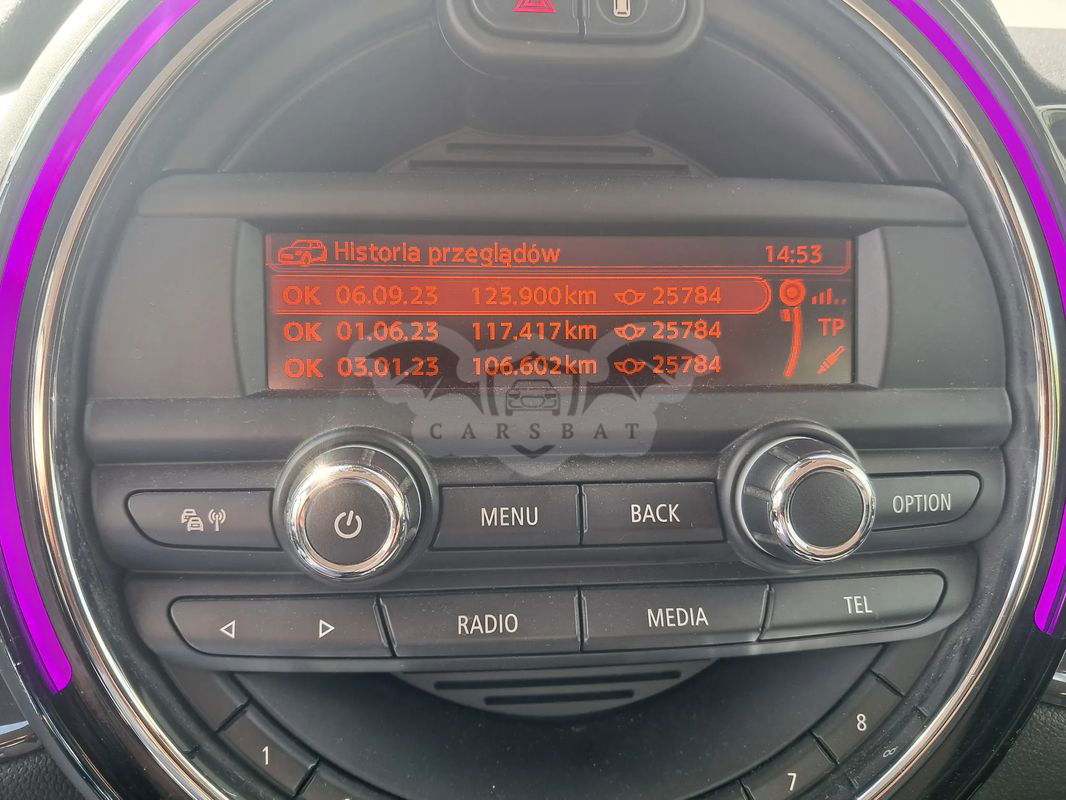 Historia przeglądów 14:53
OK 06.09.23 123.900km 25784
OK 01.06.23 117.417km 25784 TP
OK 03.01.23 106.602km 25784
CARSBAT
MENU BACK OPTION
RADIO MEDIA TEL
1 7 8